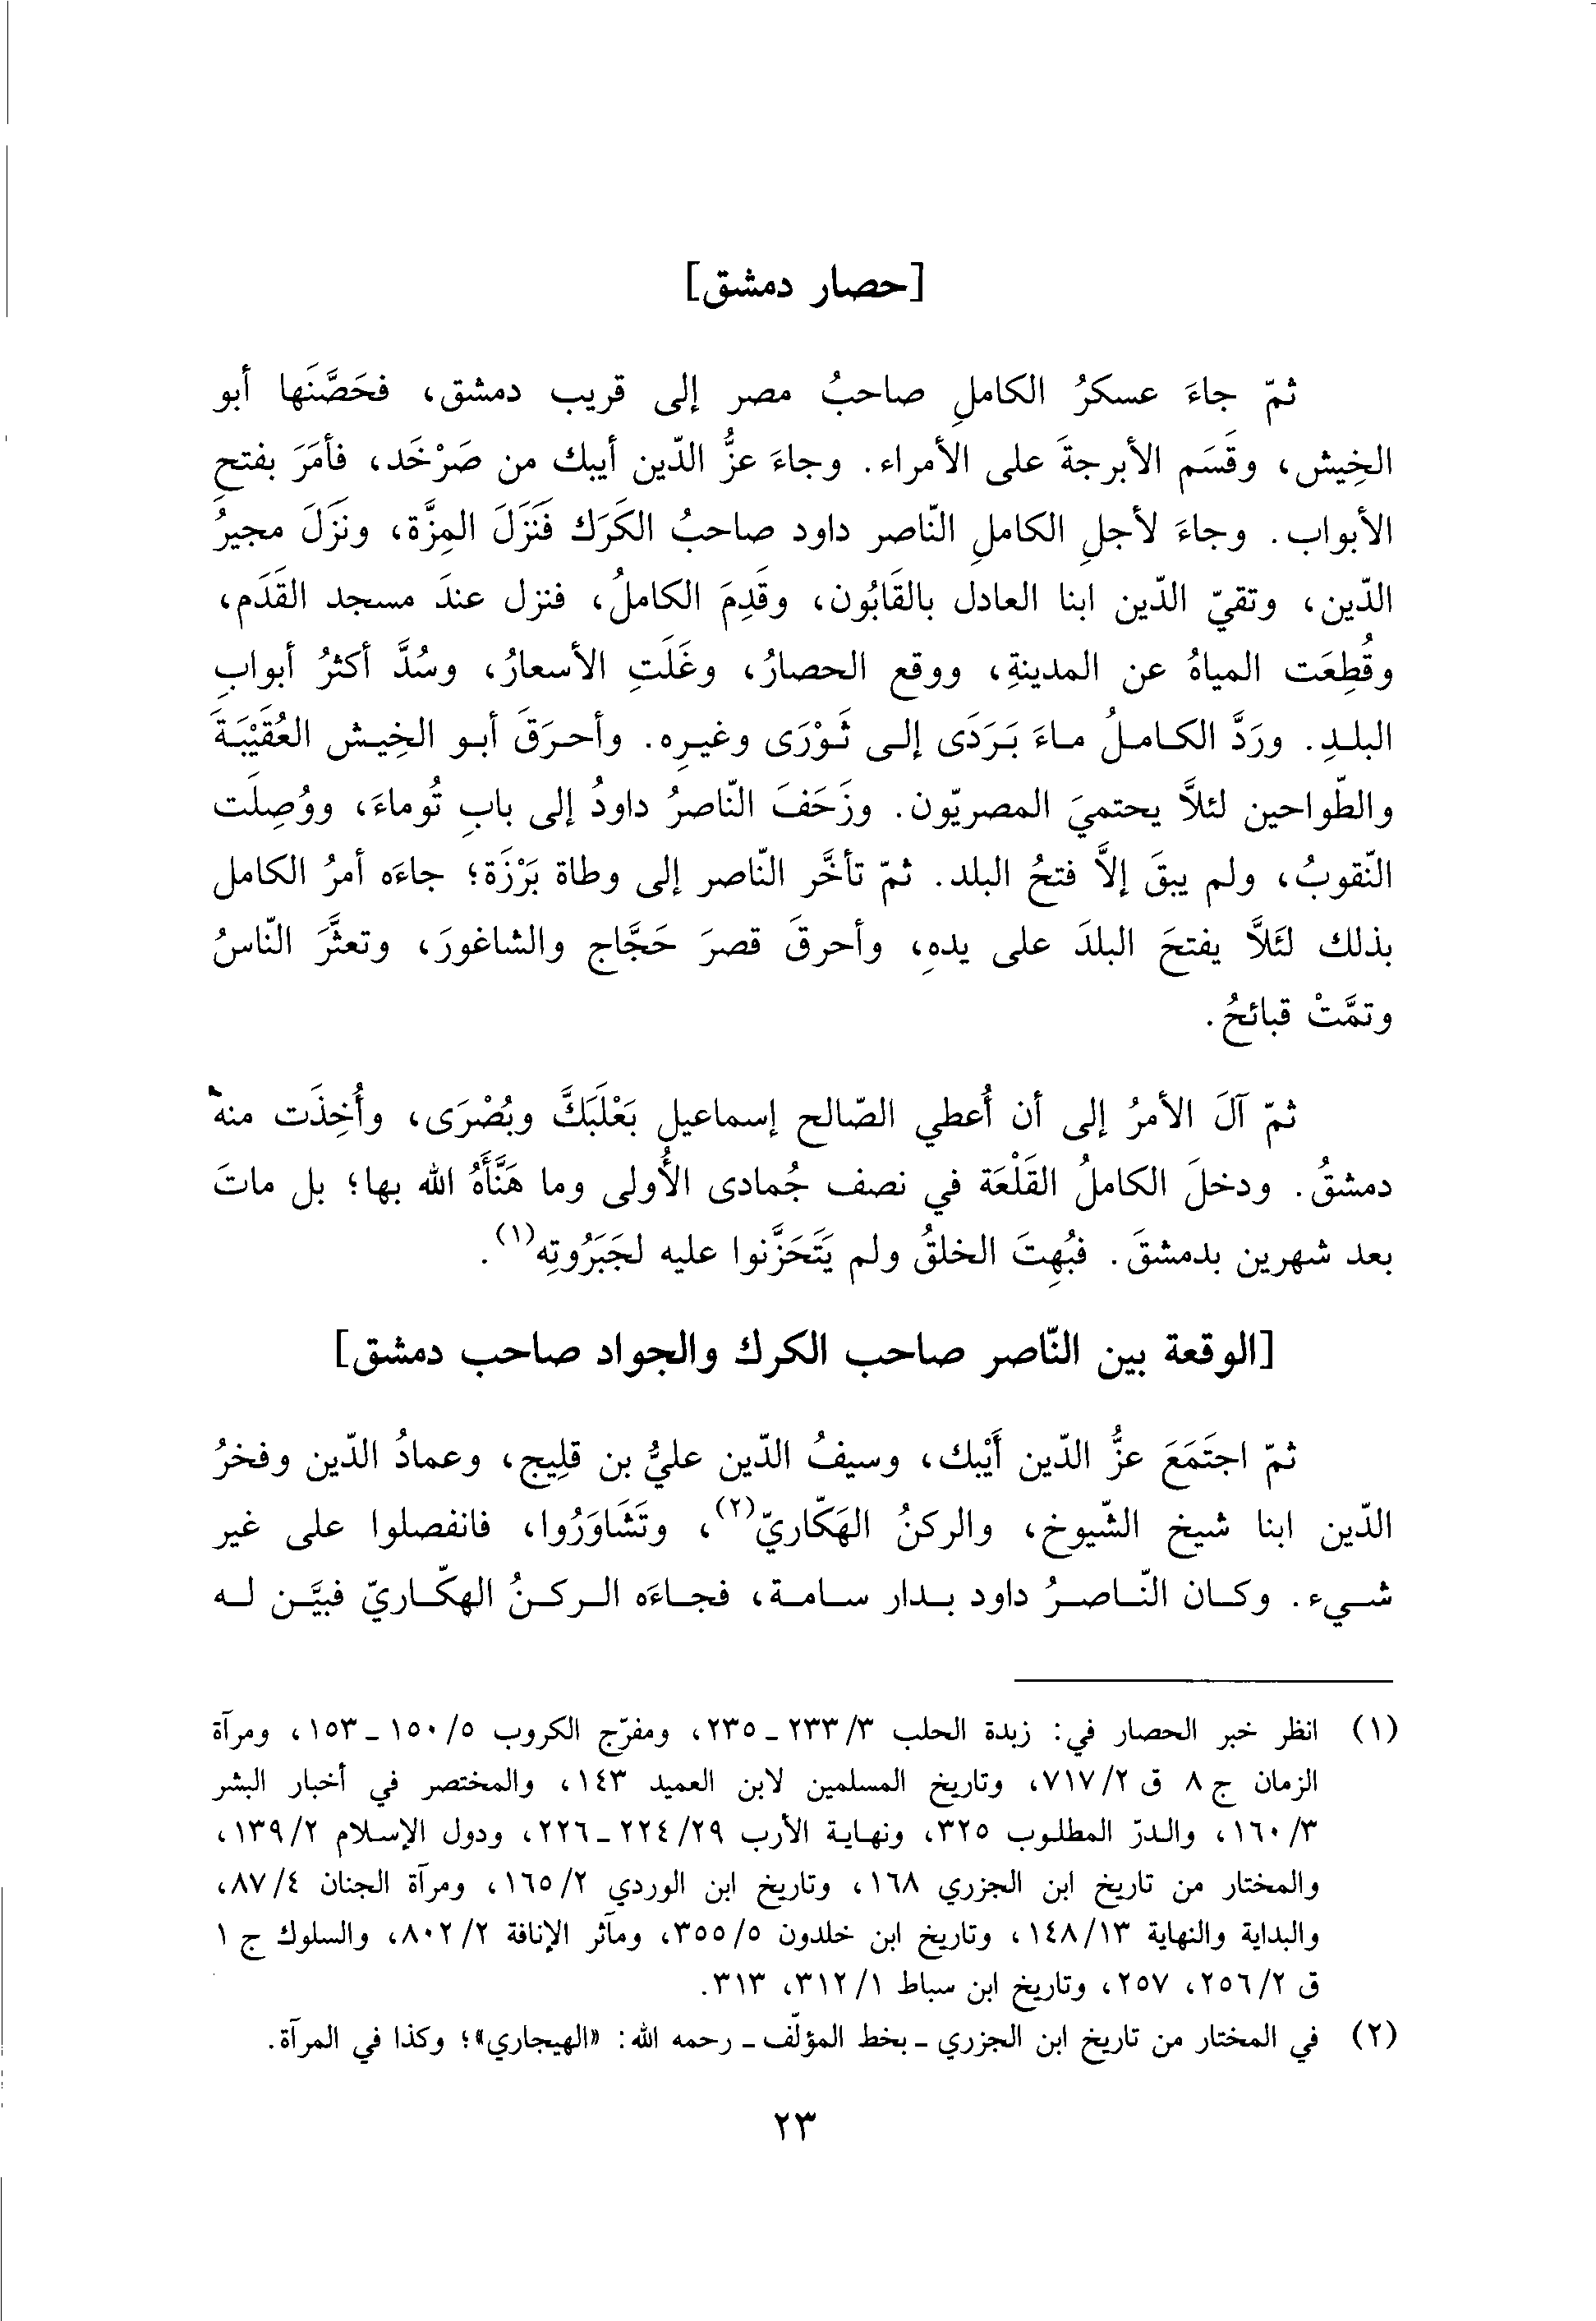 [حصار دمشق]
ثمّ جاءَ عسكرُ الكاملِ صاحبُ مصر إلى قريب دمشق، فحَصَّنَها أبو
الخِيش، وقَسَم الأبرجةَ على الأمراء. وجاءَ عزُّ الدّين أيبك من صَرْخَد، فأمَرَ بفتحِ
الأبواب. وجاءَ لأجلِ الكاملِ النّاصر داود صاحبُ الكَرَك فَنَزَلَ المِزَّة، ونَزَلَ مجيرُ
الدّين، وتقيّ الدّين ابنا العادل بالقَابُون، وقَدِمَ الكاملُ، فنزل عندَ مسجد القَدَم،
وقُطِعَت المياهُ عن المدينةِ، ووقع الحصارُ، وغَلَتِ الأسعارُ، وسُدَّ أكثرُ أبوابِ
البلدِ. ورَدَّ الكاملُ ماءَ بَرَدَى إلى ثَوْرَى وغيرِه. وأحرَقَ أبو الخِيش العُقَيْبَةَ
والطّواحين لئلاَّ يحتميَ المصريّون. وزَحَفَ النّاصرُ داودُ إلى بابِ تُوماءَ، ووُصِلَت
النّقوبُ، ولم يبقَ إلاَّ فتحُ البلد. ثمّ تأخَّر النّاصر إلى وطاة بَرْزَة؛ جاءَه أمرُ الكامل
بذلك لئَلاَّ يفتحَ البلدَ على يدهِ، وأحرقَ قصرَ حَجَّاج والشاغورَ، وتعثَّرَ النّاسُ
وتمَّتْ قبائحُ.
ثمّ آلَ الأمرُ إلى أن أُعطي الصّالح إسماعيل بَعْلَبَكَّ وبُصْرَى، وأُخِذَت منه
دمشقُ. ودخلَ الكاملُ القَلْعَة في نصف جُمادى الأُولى وما هَنَّأَهُ الله بها؛ بل ماتَ
بعد شهرين بدمشقَ. فبُهِتَ الخلقُ ولم يَتَحَزَّنوا عليه لجَبَرُوتِه(١).
[الوقعة بين النّاصر صاحب الكرك والجواد صاحب دمشق]
ثمّ اجتَمَعَ عزُّ الدّين أَيْبك، وسيفُ الدّين عليُّ بن قلِيج، وعمادُ الدّين وفخرُ
الدّين ابنا شيخ الشّيوخ، والركنُ الهَكّاريّ(٢)، وتَشَاوَرُوا، فانفصلوا على غير
شيء. وكان النّاصرُ داود بدار سامة، فجاءَه الركنُ الهكّاريّ فبيَّن له
(١) انظر خبر الحصار في: زبدة الحلب ٣/ ٢٣٣ - ٢٣٥، ومفرّج الكروب ٥/ ١٥٠ - ١٥٣، ومرآة
الزمان ج ٨ ق ٢/ ٧١٧، وتاريخ المسلمين لابن العميد ١٤٣، والمختصر في أخبار البشر
٣/ ١٦٠، والدرّ المطلوب ٣٢٥، ونهاية الأرب ٢٩/ ٢٢٤ - ٢٢٦، ودول الإسلام ٢/ ١٣٩،
والمختار من تاريخ ابن الجزري ١٦٨، وتاريخ ابن الوردي ٢/ ١٦٥، ومرآة الجنان ٤/ ٨٧،
والبداية والنهاية ١٣/ ١٤٨، وتاريخ ابن خلدون ٥/ ٣٥٥، ومآثر الإنافة ٢/ ٨٠٢، والسلوك ج ١
ق ٢/ ٢٥٦، ٢٥٧، وتاريخ ابن سباط ١/ ٣١٢، ٣١٣.
(٢) في المختار من تاريخ ابن الجزري - بخط المؤلّف - رحمه الله: «الهيجاري»؛ وكذا في المرآة.
٢٣